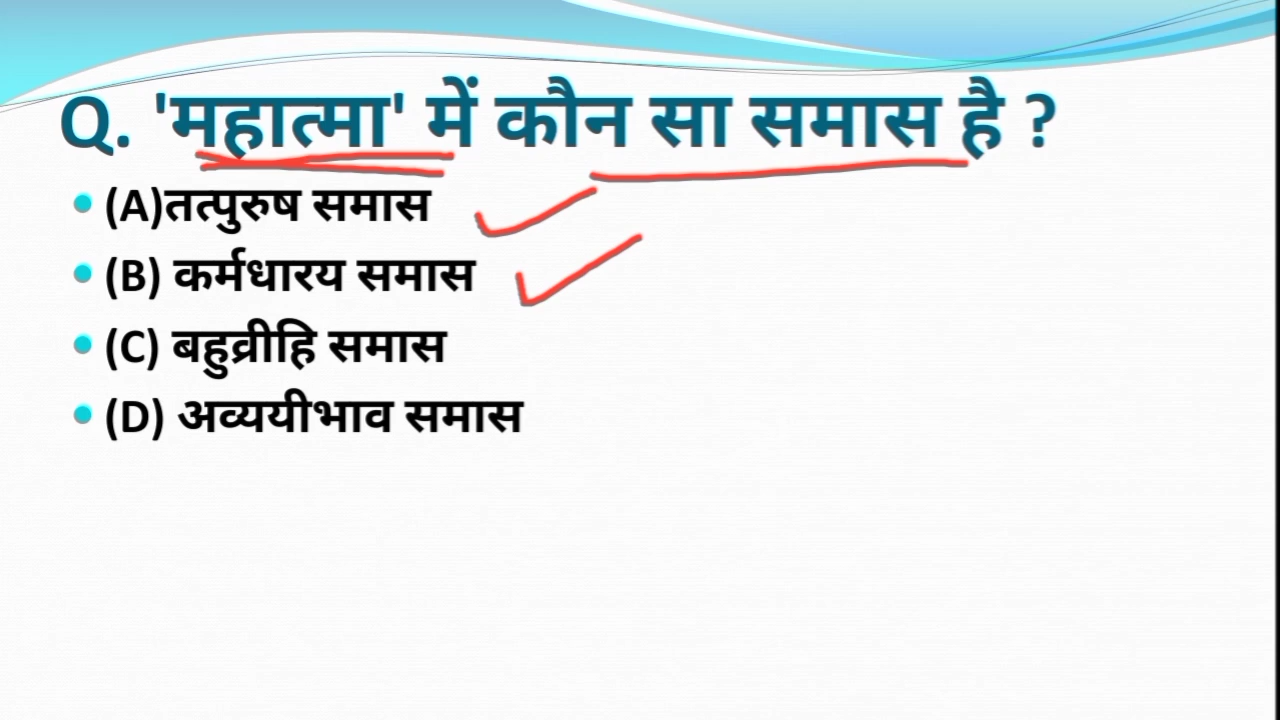 Q. 'महात्मा' में कौन सा समास है ?
(A)तत्पुरुष समास
(B) कर्मधारय समास
(C) बहुव्रीहि समास
(D) अव्ययीभाव समास